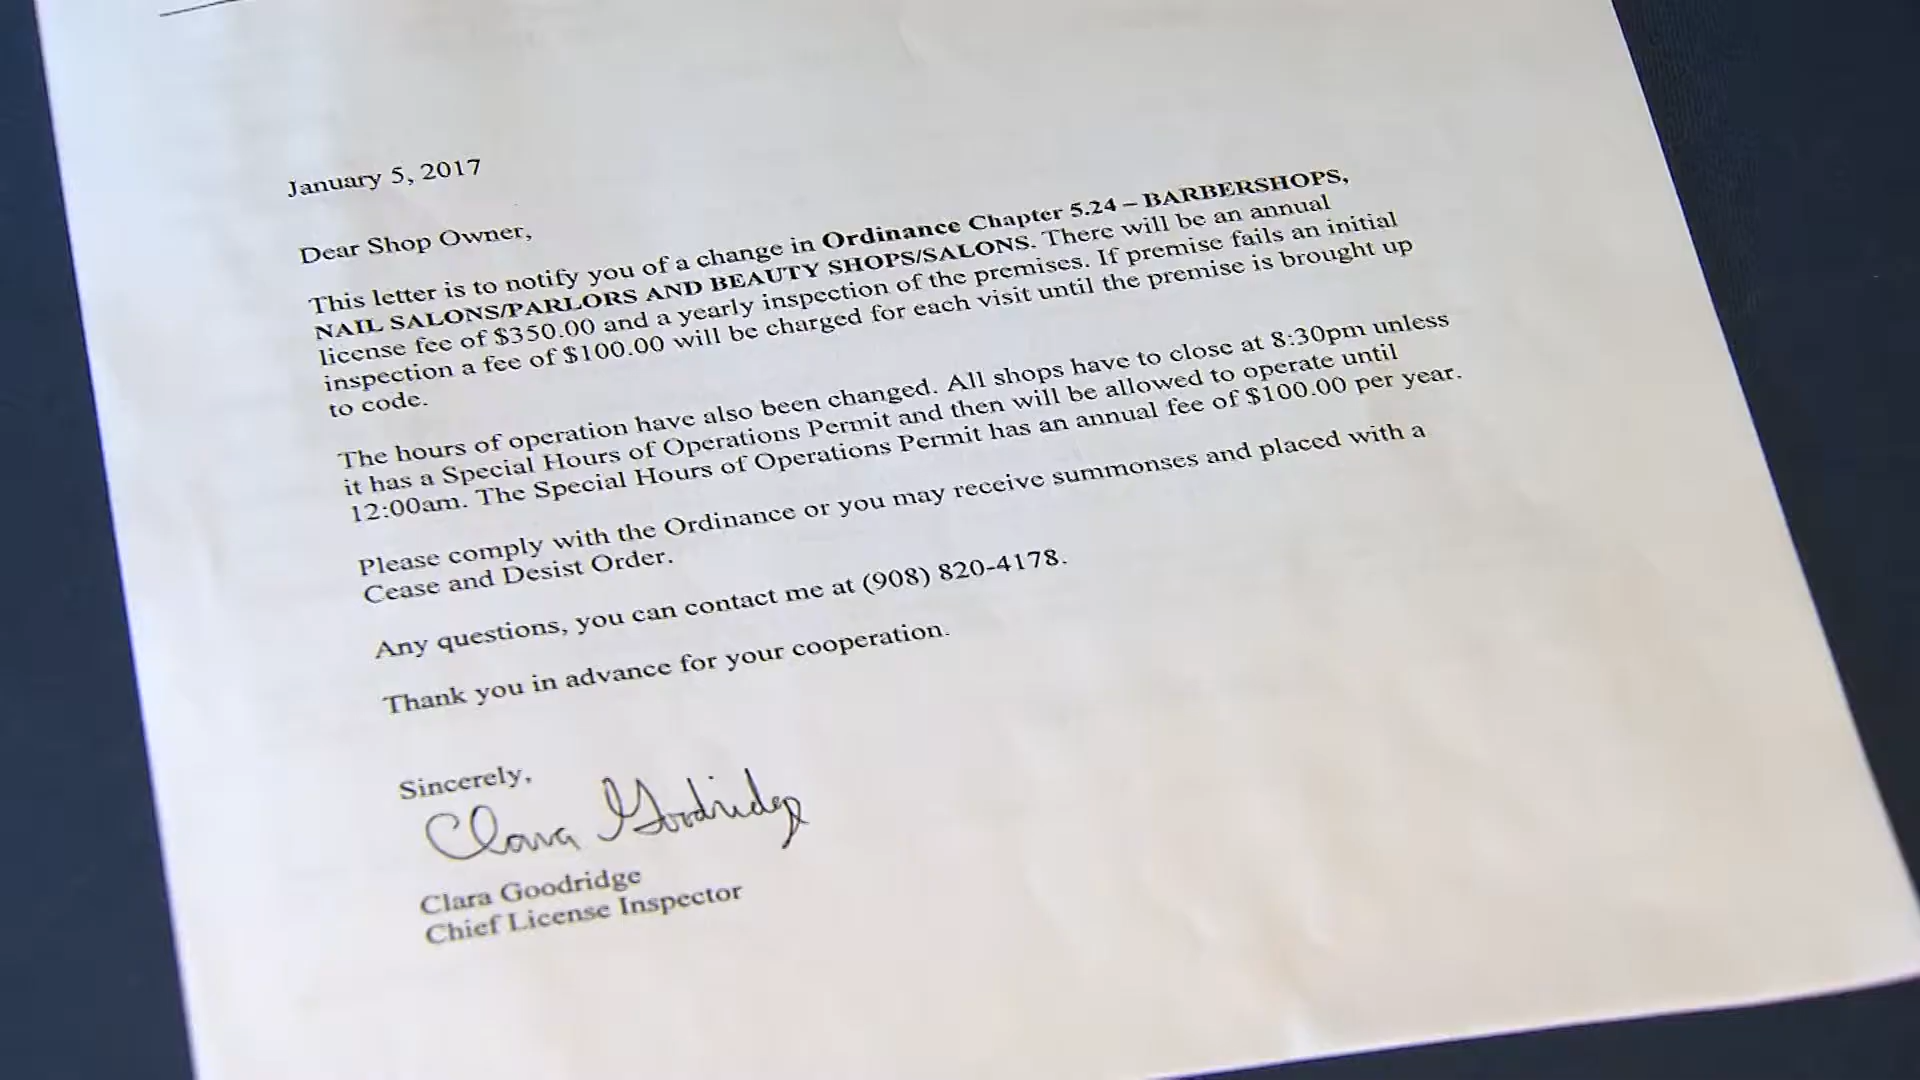 January 5, 2017
Dear Shop Owner,
This letter is to notify you of a change in Ordinance Chapter 5.24 – BARBERSHOPS,
NAIL SALONS/PARLORS AND BEAUTY SHOPS/SALONS. There will be an annual
license fee of $350.00 and a yearly inspection of the premises. If premise fails an initial
inspection a fee of $100.00 will be charged for each visit until the premise is brought up
to code.
The hours of operation have also been changed. All shops have to close at 8:30pm unless
it has a Special Hours of Operations Permit and then will be allowed to operate until
12:00am. The Special Hours of Operations Permit has an annual fee of $100.00 per year.
Please comply with the Ordinance or you may receive summonses and placed with a
Cease and Desist Order.
Any questions, you can contact me at (908) 820-4178.
Thank you in advance for your cooperation.
Sincerely,
Clara Goodridge
Clara Goodridge
Chief License Inspector